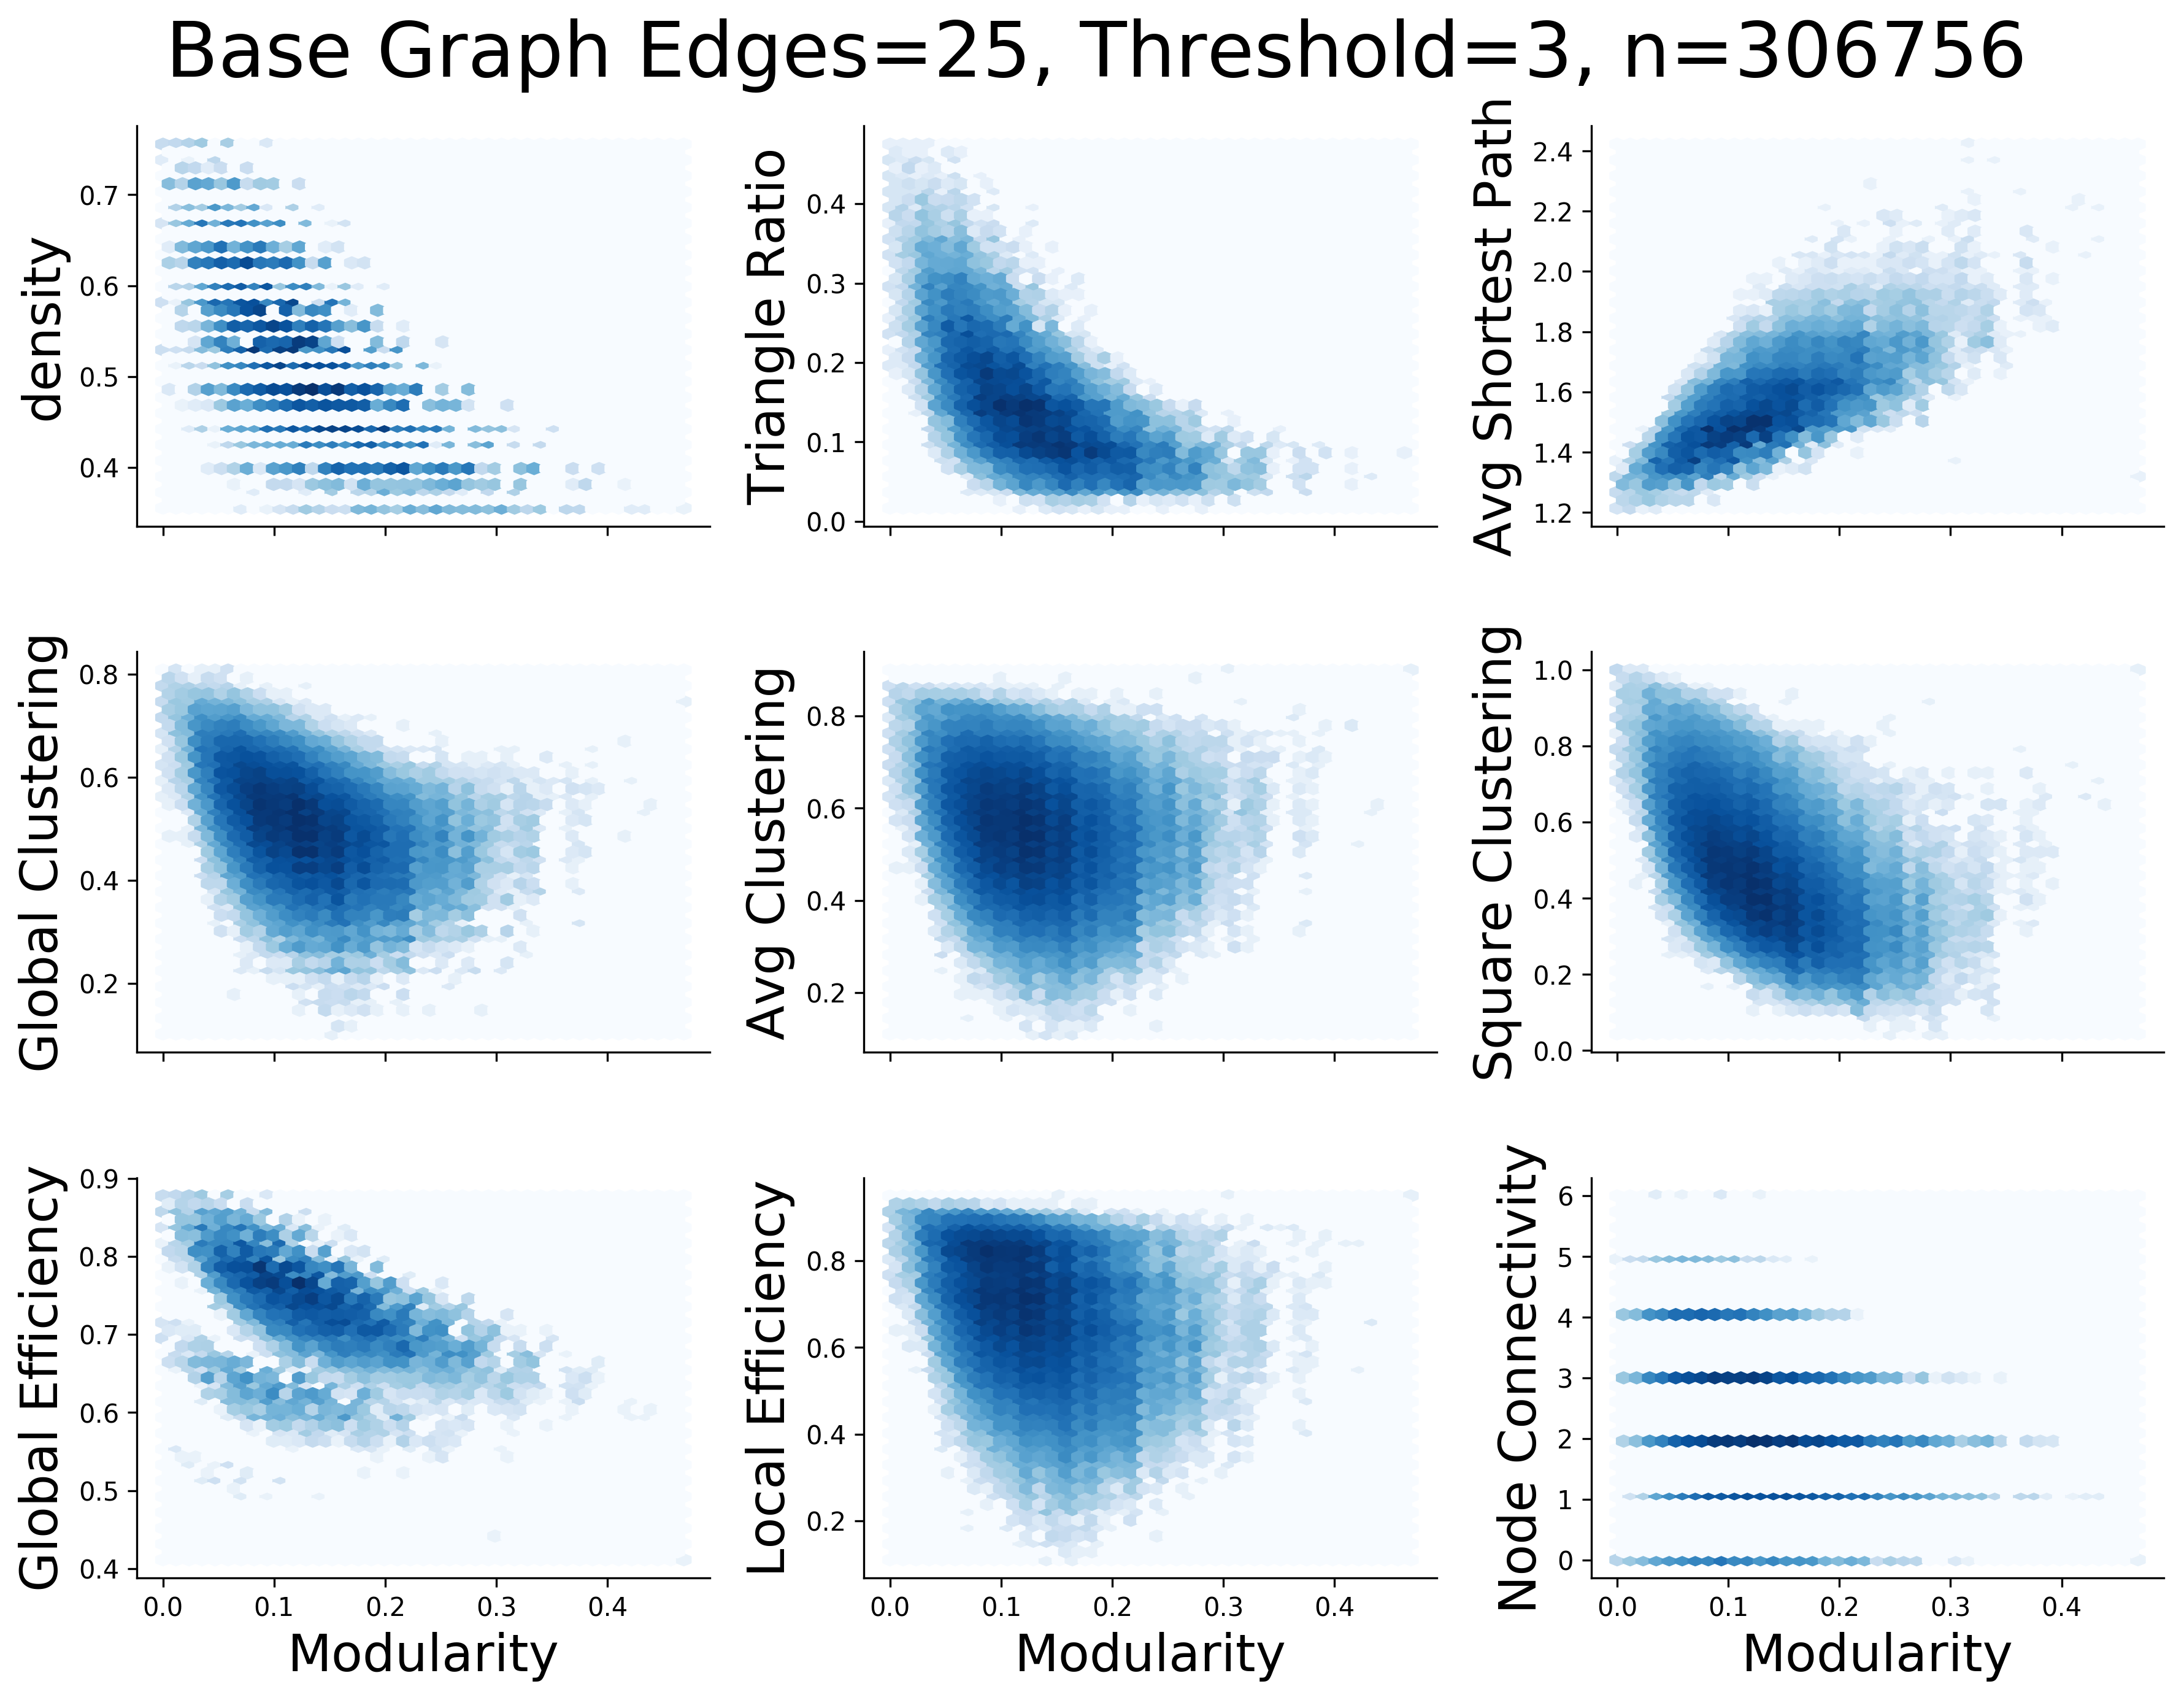 Base Graph Edges=25, Threshold=3, n=306756
density
0.7
0.6
0.5
0.4
Triangle Ratio
0.4
0.3
0.2
0.1
0.0
Avg Shortest Path
2.4
2.2
2.0
1.8
1.6
1.4
1.2
Global Clustering
0.8
0.6
0.4
0.2
Avg Clustering
0.8
0.6
0.4
0.2
Square Clustering
1.0
0.8
0.6
0.4
0.2
0.0
Global Efficiency
0.9
0.8
0.7
0.6
0.5
0.4
0.0 0.1 0.2 0.3 0.4
Modularity
Local Efficiency
0.8
0.6
0.4
0.2
0.0 0.1 0.2 0.3 0.4
Modularity
Node Connectivity
6
5
4
3
2
1
0
0.0 0.1 0.2 0.3 0.4
Modularity